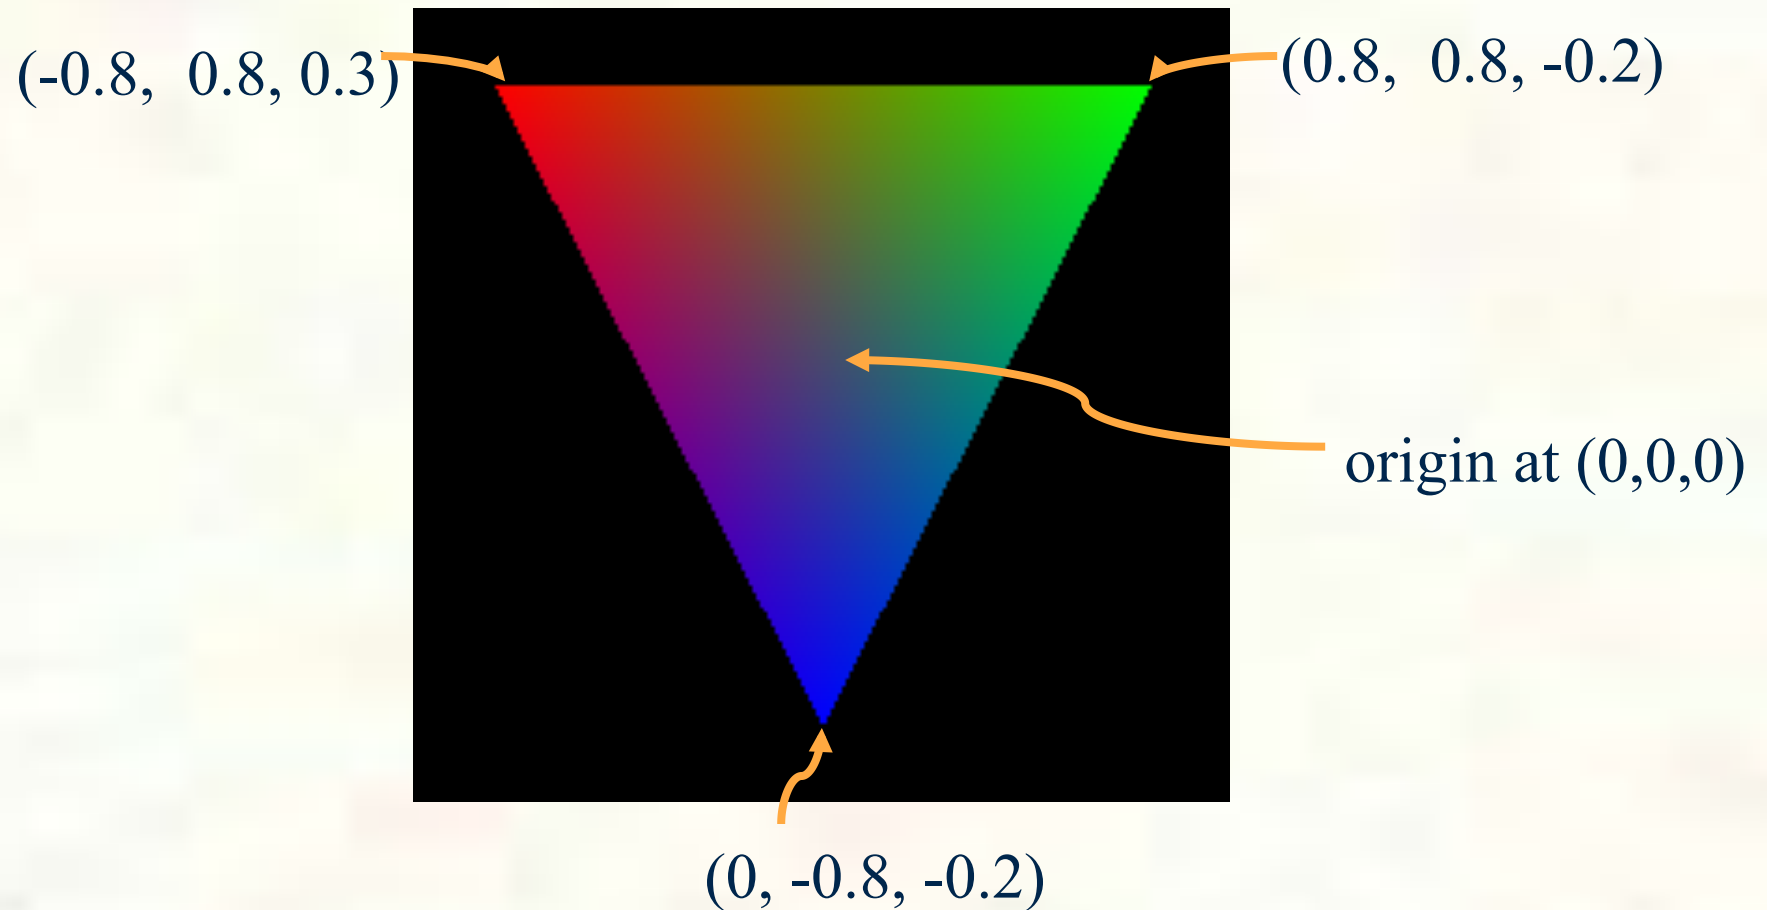 (-0.8,  0.8, 0.3)
(0.8,  0.8, -0.2)
origin at (0,0,0)
(0, -0.8, -0.2)